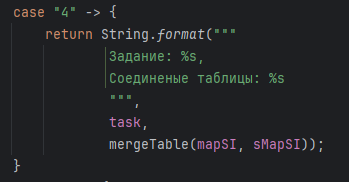 case "4" -> {
return String.format("""
Задание: %s,
Соединеные таблицы: %s
""",
task,
mergeTable(mapSI, sMapSI));
}